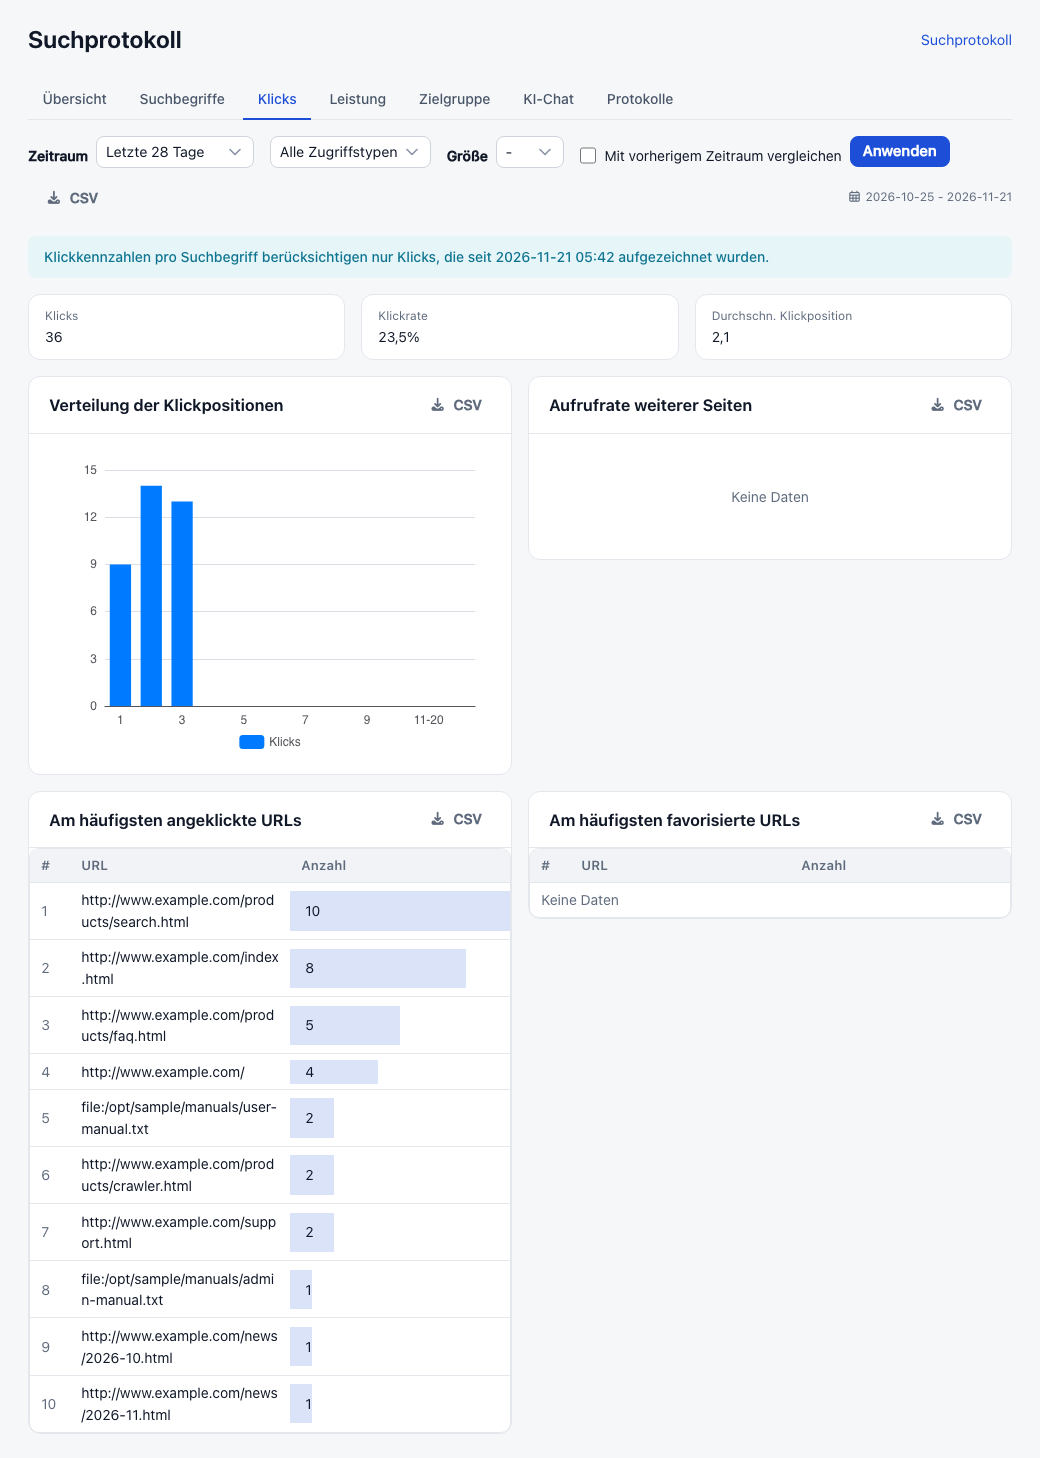 Suchprotokoll
Suchprotokoll
Übersicht Suchbegriffe Klicks Leistung Zielgruppe KI-Chat Protokolle
Zeitraum Letzte 28 Tage Alle Zugriffstypen Größe - Mit vorherigem Zeitraum vergleichen Anwenden
CSV 2026-10-25 - 2026-11-21
Klickkennzahlen pro Suchbegriff berücksichtigen nur Klicks, die seit 2026-11-21 05:42 aufgezeichnet wurden.
Klicks
36
Klickrate
23,5%
Durchschn. Klickposition
2,1
Verteilung der Klickpositionen CSV
15
12
9
6
3
0
1 3 5 7 9 11-20
Klicks
Aufrufrate weiterer Seiten CSV
Keine Daten
Am häufigsten angeklickte URLs CSV
# URL Anzahl
1 http://www.example.com/prod
ucts/search.html 10
2 http://www.example.com/index
.html 8
3 http://www.example.com/prod
ucts/faq.html 5
4 http://www.example.com/ 4
5 file:/opt/sample/manuals/user-
manual.txt 2
6 http://www.example.com/prod
ucts/crawler.html 2
7 http://www.example.com/supp
ort.html 2
8 file:/opt/sample/manuals/admi
n-manual.txt 1
9 http://www.example.com/news
/2026-10.html 1
10 http://www.example.com/news
/2026-11.html 1
Am häufigsten favorisierte URLs CSV
# URL Anzahl
Keine Daten